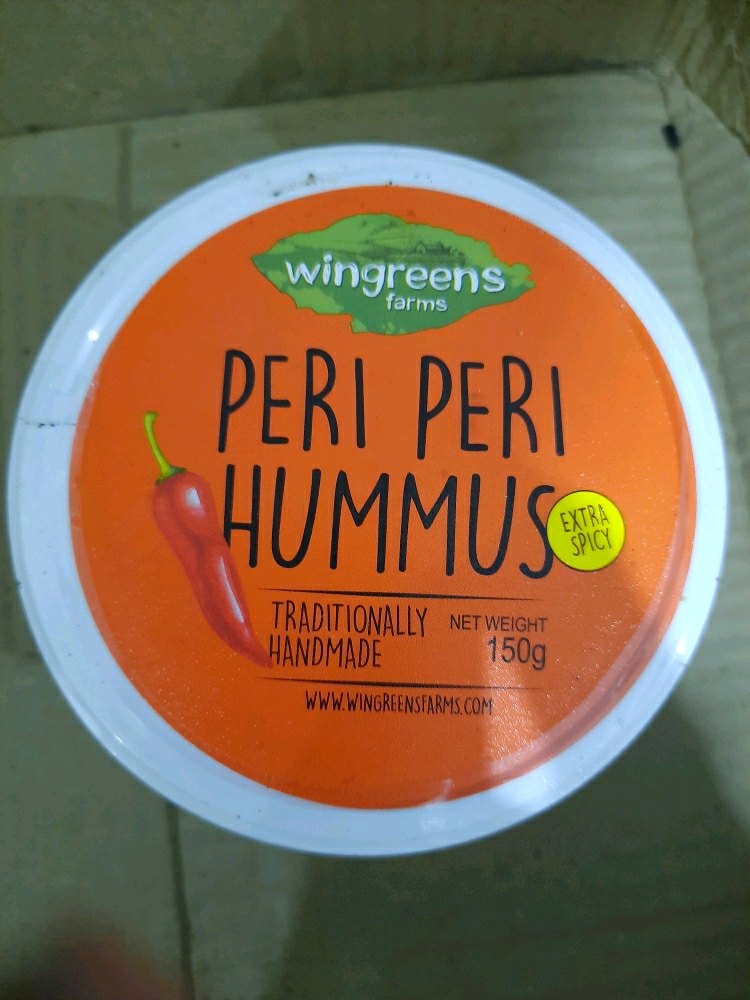 wingreens
farms
PERI PERI
HUMMUS
EXTRA
SPICY
TRADITIONALLY
HANDMADE
NET WEIGHT
150g
WWW.WINGREENSFARMS.COM